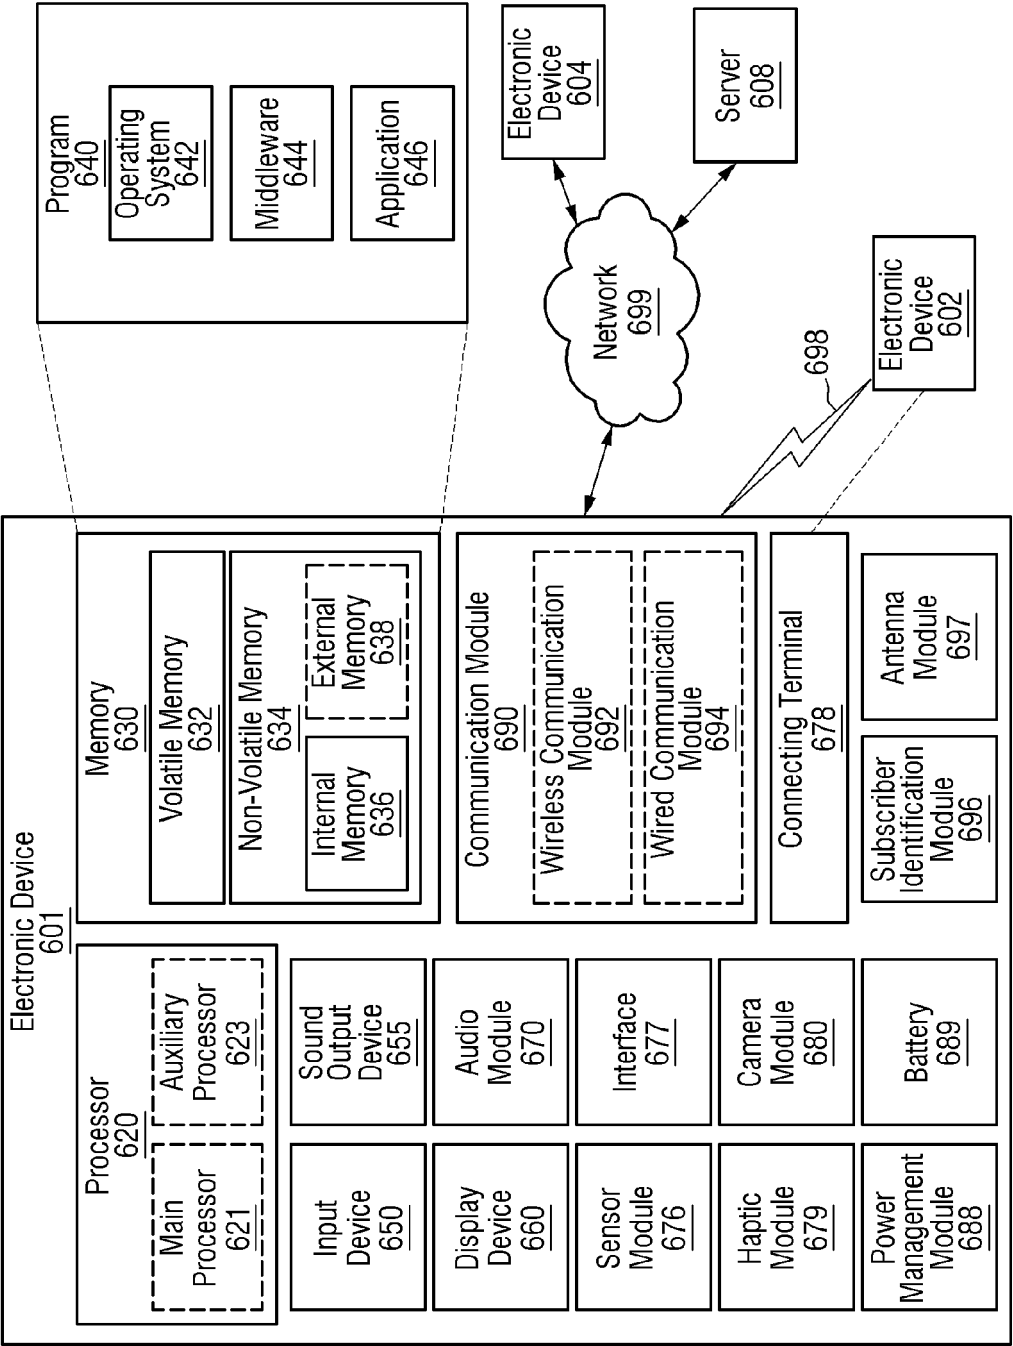 Electronic Device
601
Processor
620
Main
Processor
621
Auxiliary
Processor
623
Input
Device
650
Sound
Output
Device
655
Display
Device
660
Audio
Module
670
Sensor
Module
676
Interface
677
Haptic
Module
679
Camera
Module
680
Power
Management
Module
688
Battery
689
Memory
630
Volatile Memory
632
Non-Volatile Memory
634
Internal
Memory
636
External
Memory
638
Communication Module
690
Wireless Communication
Module
692
Wired Communication
Module
694
Connecting Terminal
678
Subscriber
Identification
Module
696
Antenna
Module
697
Program
640
Operating
System
642
Middleware
644
Application
646
Electronic
Device
604
Server
608
Network
699
698
Electronic
Device
602